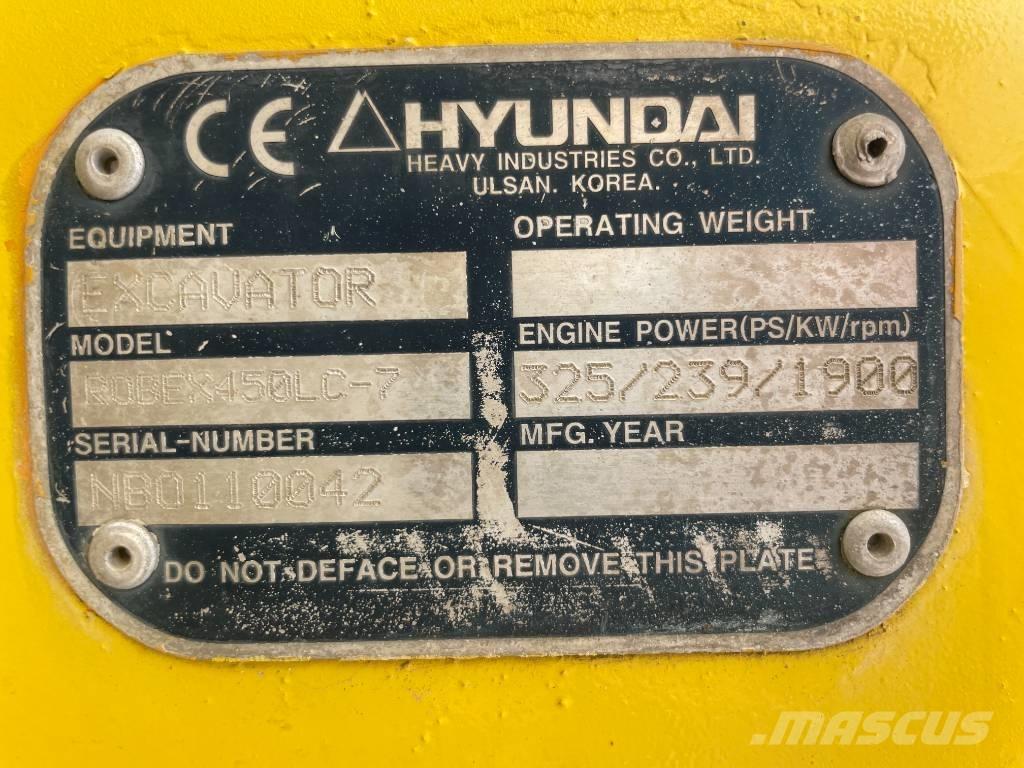 CE HYUNDAI
HEAVY INDUSTRIES CO., LTD.
ULSAN. KOREA.
EQUIPMENT
EXCAVATOR
MODEL
ROBEX450LC-7
SERIAL-NUMBER
NB0110042
OPERATING WEIGHT
ENGINE POWER(PS/KW/rpm)
325/239/1900
MFG. YEAR
DO NOT DEFACE OR REMOVE THIS PLATE
.MASCUS